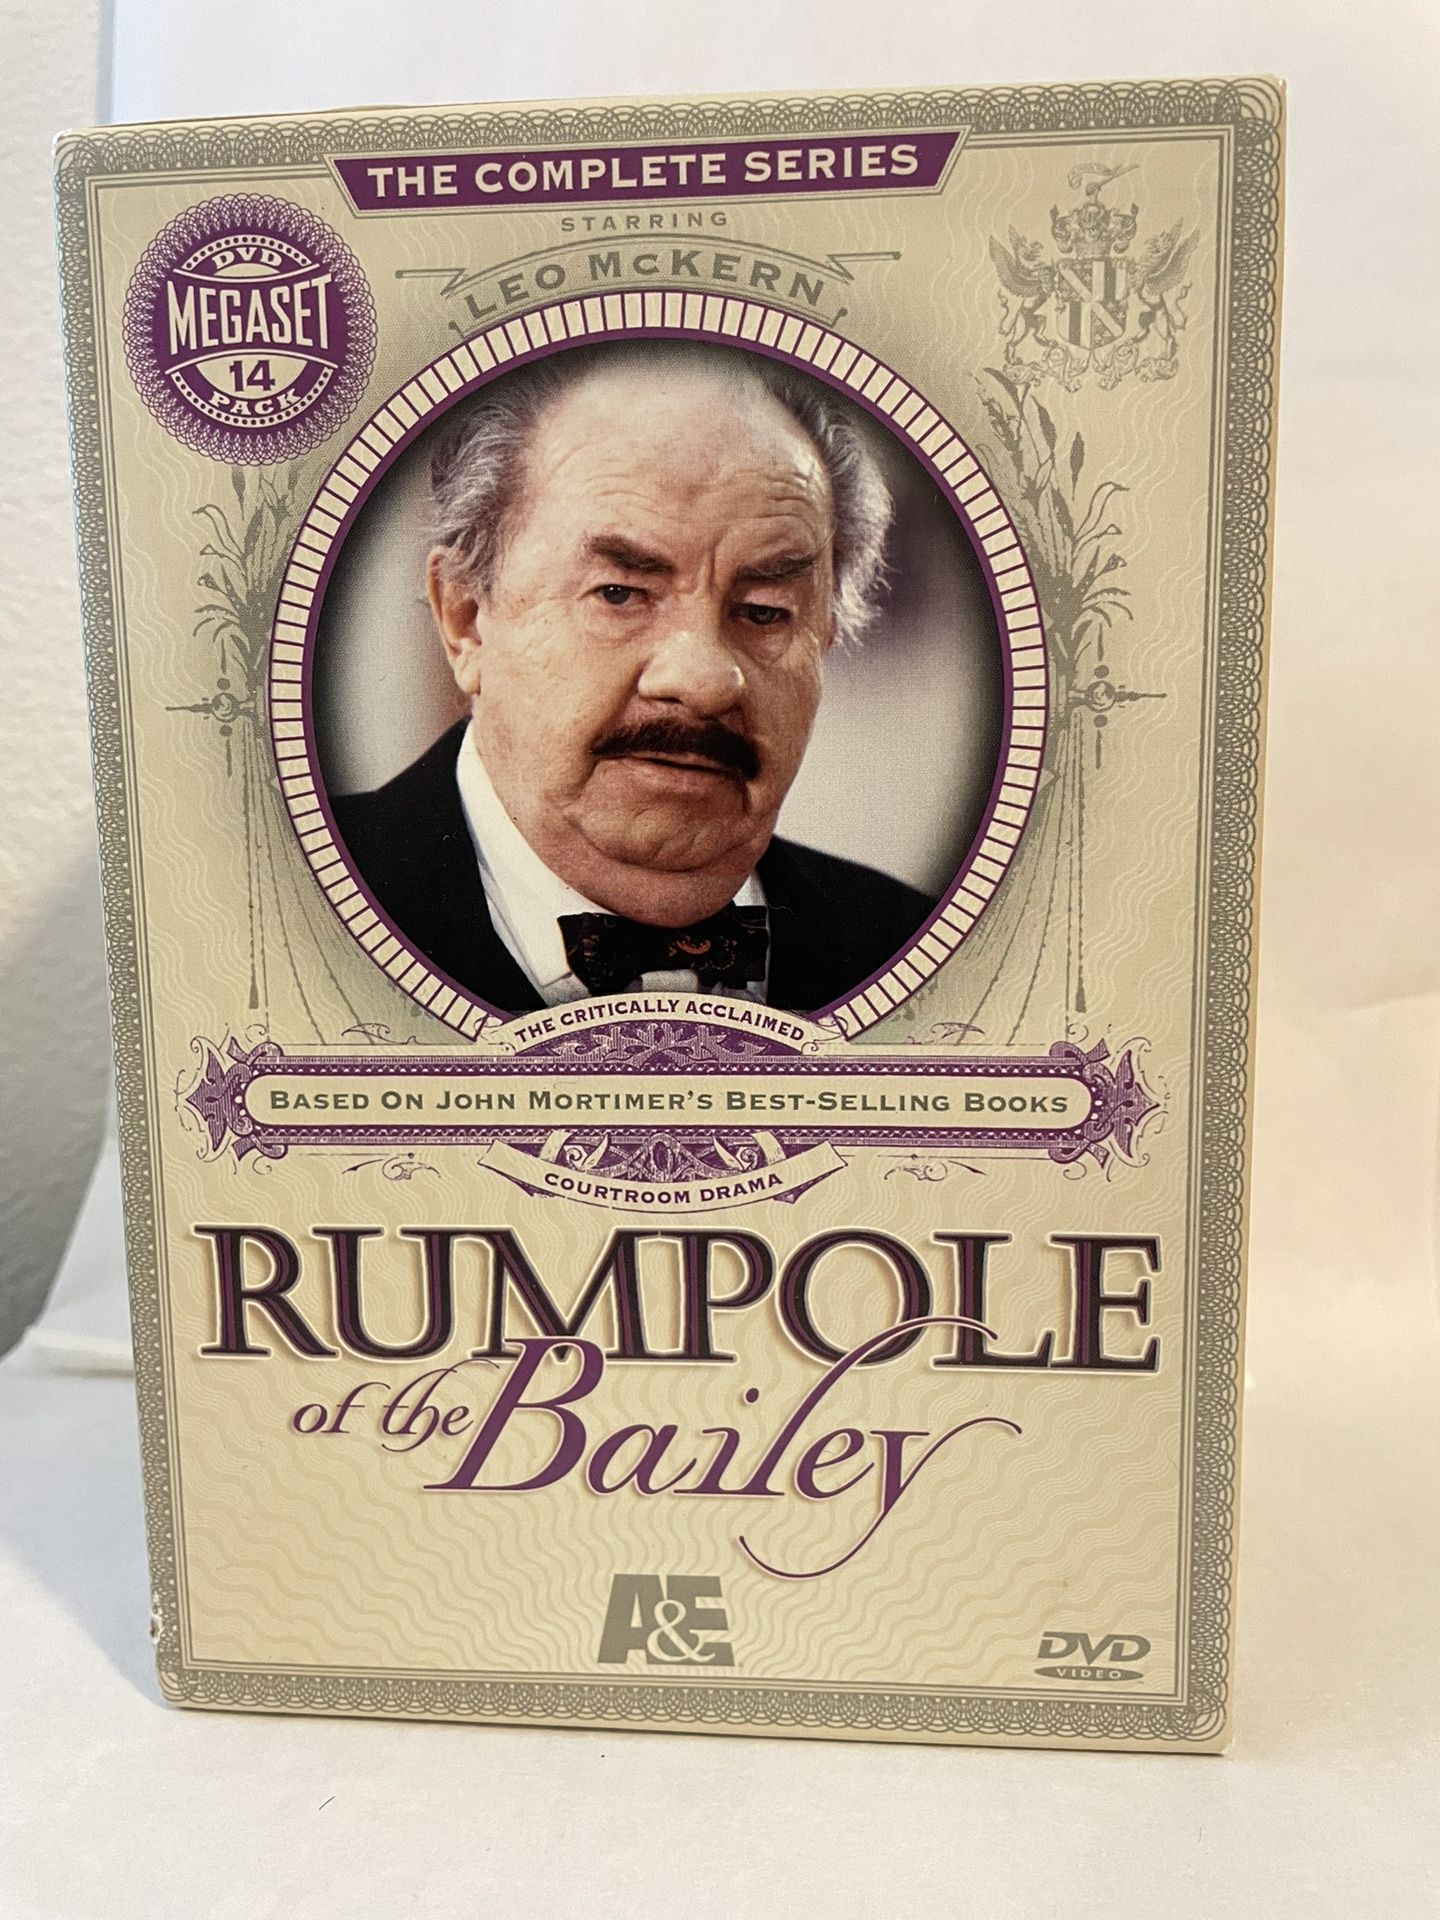 THE COMPLETE SERIES
STARRING
LEO McKERN
DVD
MEGASET
14
PACK
THE CRITICALLY ACCLAIMED
BASED ON JOHN MORTIMER'S BEST-SELLING BOOKS
COURTROOM DRAMA
RUMPOLE
of the Bailey
A&E
DVD
VIDEO